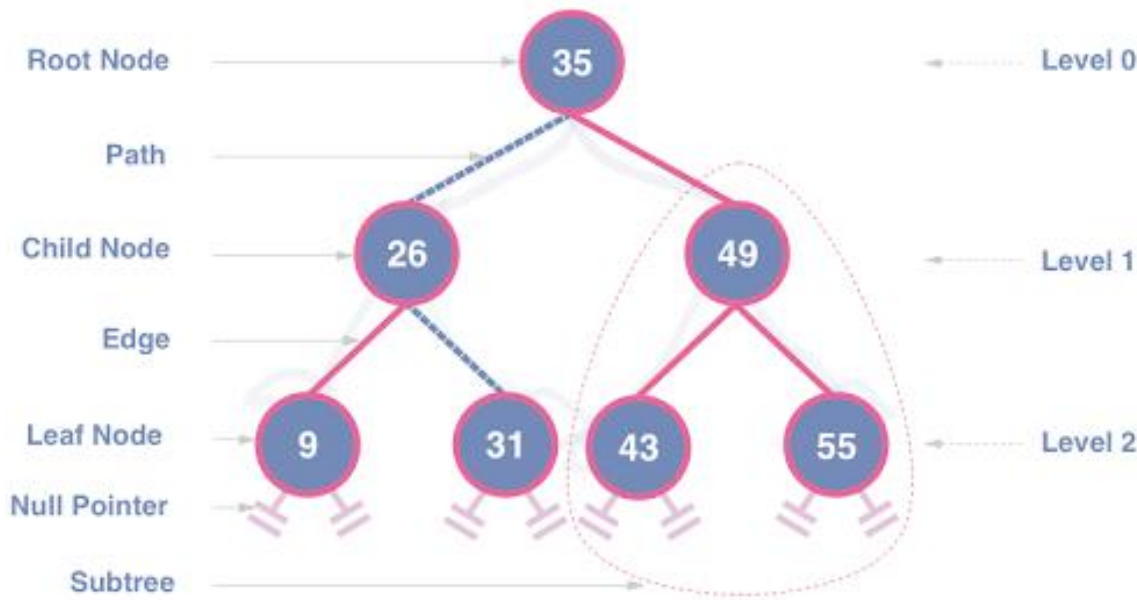 Root Node
35
Level 0
Path
Child Node
26
49
Level 1
Edge
Leaf Node
9
31
43
55
Level 2
Null Pointer
Subtree